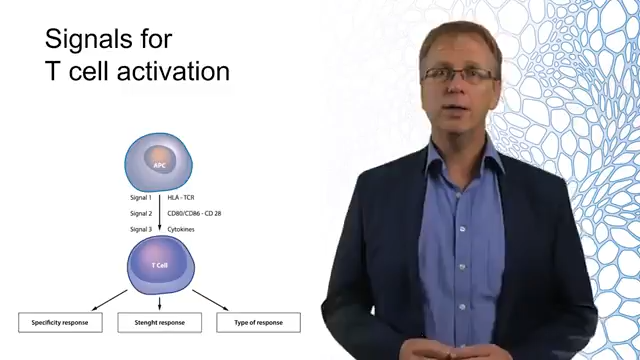 Signals for
T cell activation
APC
Signal 1 HLA - TCR
Signal 2 CD80/CD86 - CD 28
Signal 3 Cytokines
T Cell
Specificity response Stenght response Type of response